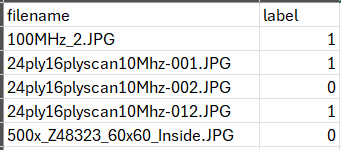 filename label
100MHz_2.JPG 1
24ply16plyscan10Mhz-001.JPG 1
24ply16plyscan10Mhz-002.JPG 0
24ply16plyscan10Mhz-012.JPG 1
500x_Z48323_60x60_Inside.JPG 0